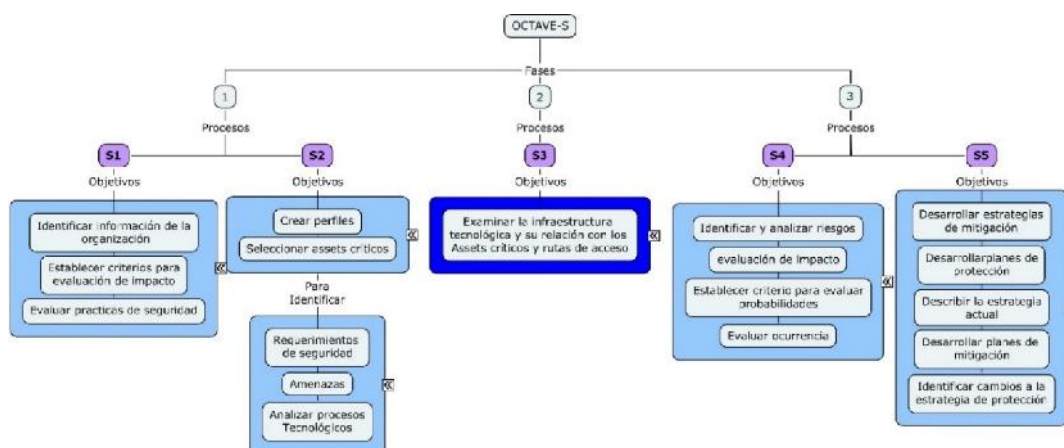 OCTAVE-S
Fases
1
2
3
Procesos
Procesos
Procesos
S1
S2
S3
S4
S5
Objetivos
Objetivos
Objetivos
Objetivos
Objetivos
Identificar información de la
organización
Establecer criterios para
evaluación de impacto
Evaluar practicas de seguridad
Crear perfiles
Seleccionar assets críticos
Para
Identificar
Requerimientos
de seguridad
Amenazas
Analizar procesos
Tecnológicos
Examinar la infraestructura
tecnológica y su relación con los
Assets críticos y rutas de acceso
Identificar y analizar riesgos
evaluación de impacto
Establecer criterio para evaluar
probabilidades
Evaluar ocurrencia
Desarrollar estrategias
de mitigación
Desarrollarplanes de
protección
Describir la estrategia
actual
Desarrollar planes de
mitigación
Identificar cambios a la
estrategia de protección